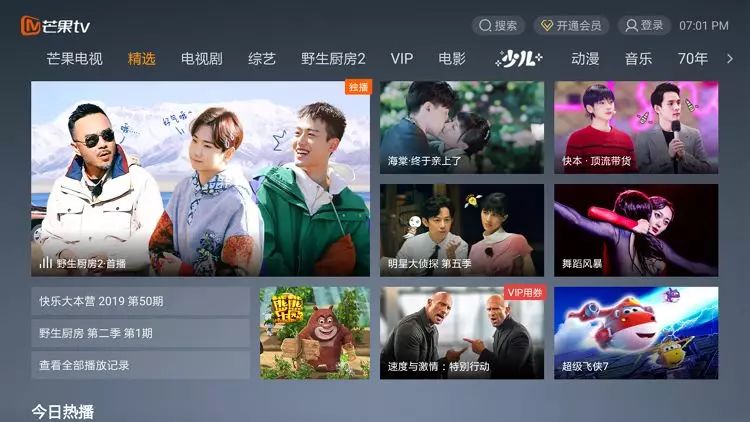 芒果tv
搜索
开通会员
登录
07:01 PM
芒果电视
精选
电视剧
综艺
野生厨房2
VIP
电影
少儿
动漫
音乐
70年
独播
好气哦~
哦...
野生厨房2·首播
海棠·终于亲上了
快本·顶流带货
明星大侦探 第五季
舞蹈风暴
快乐大本营 2019 第50期
野生厨房 第二季 第1期
查看全部播放记录
熊熊乐园
VIP用券
速度与激情：特别行动
超级飞侠7
今日热播